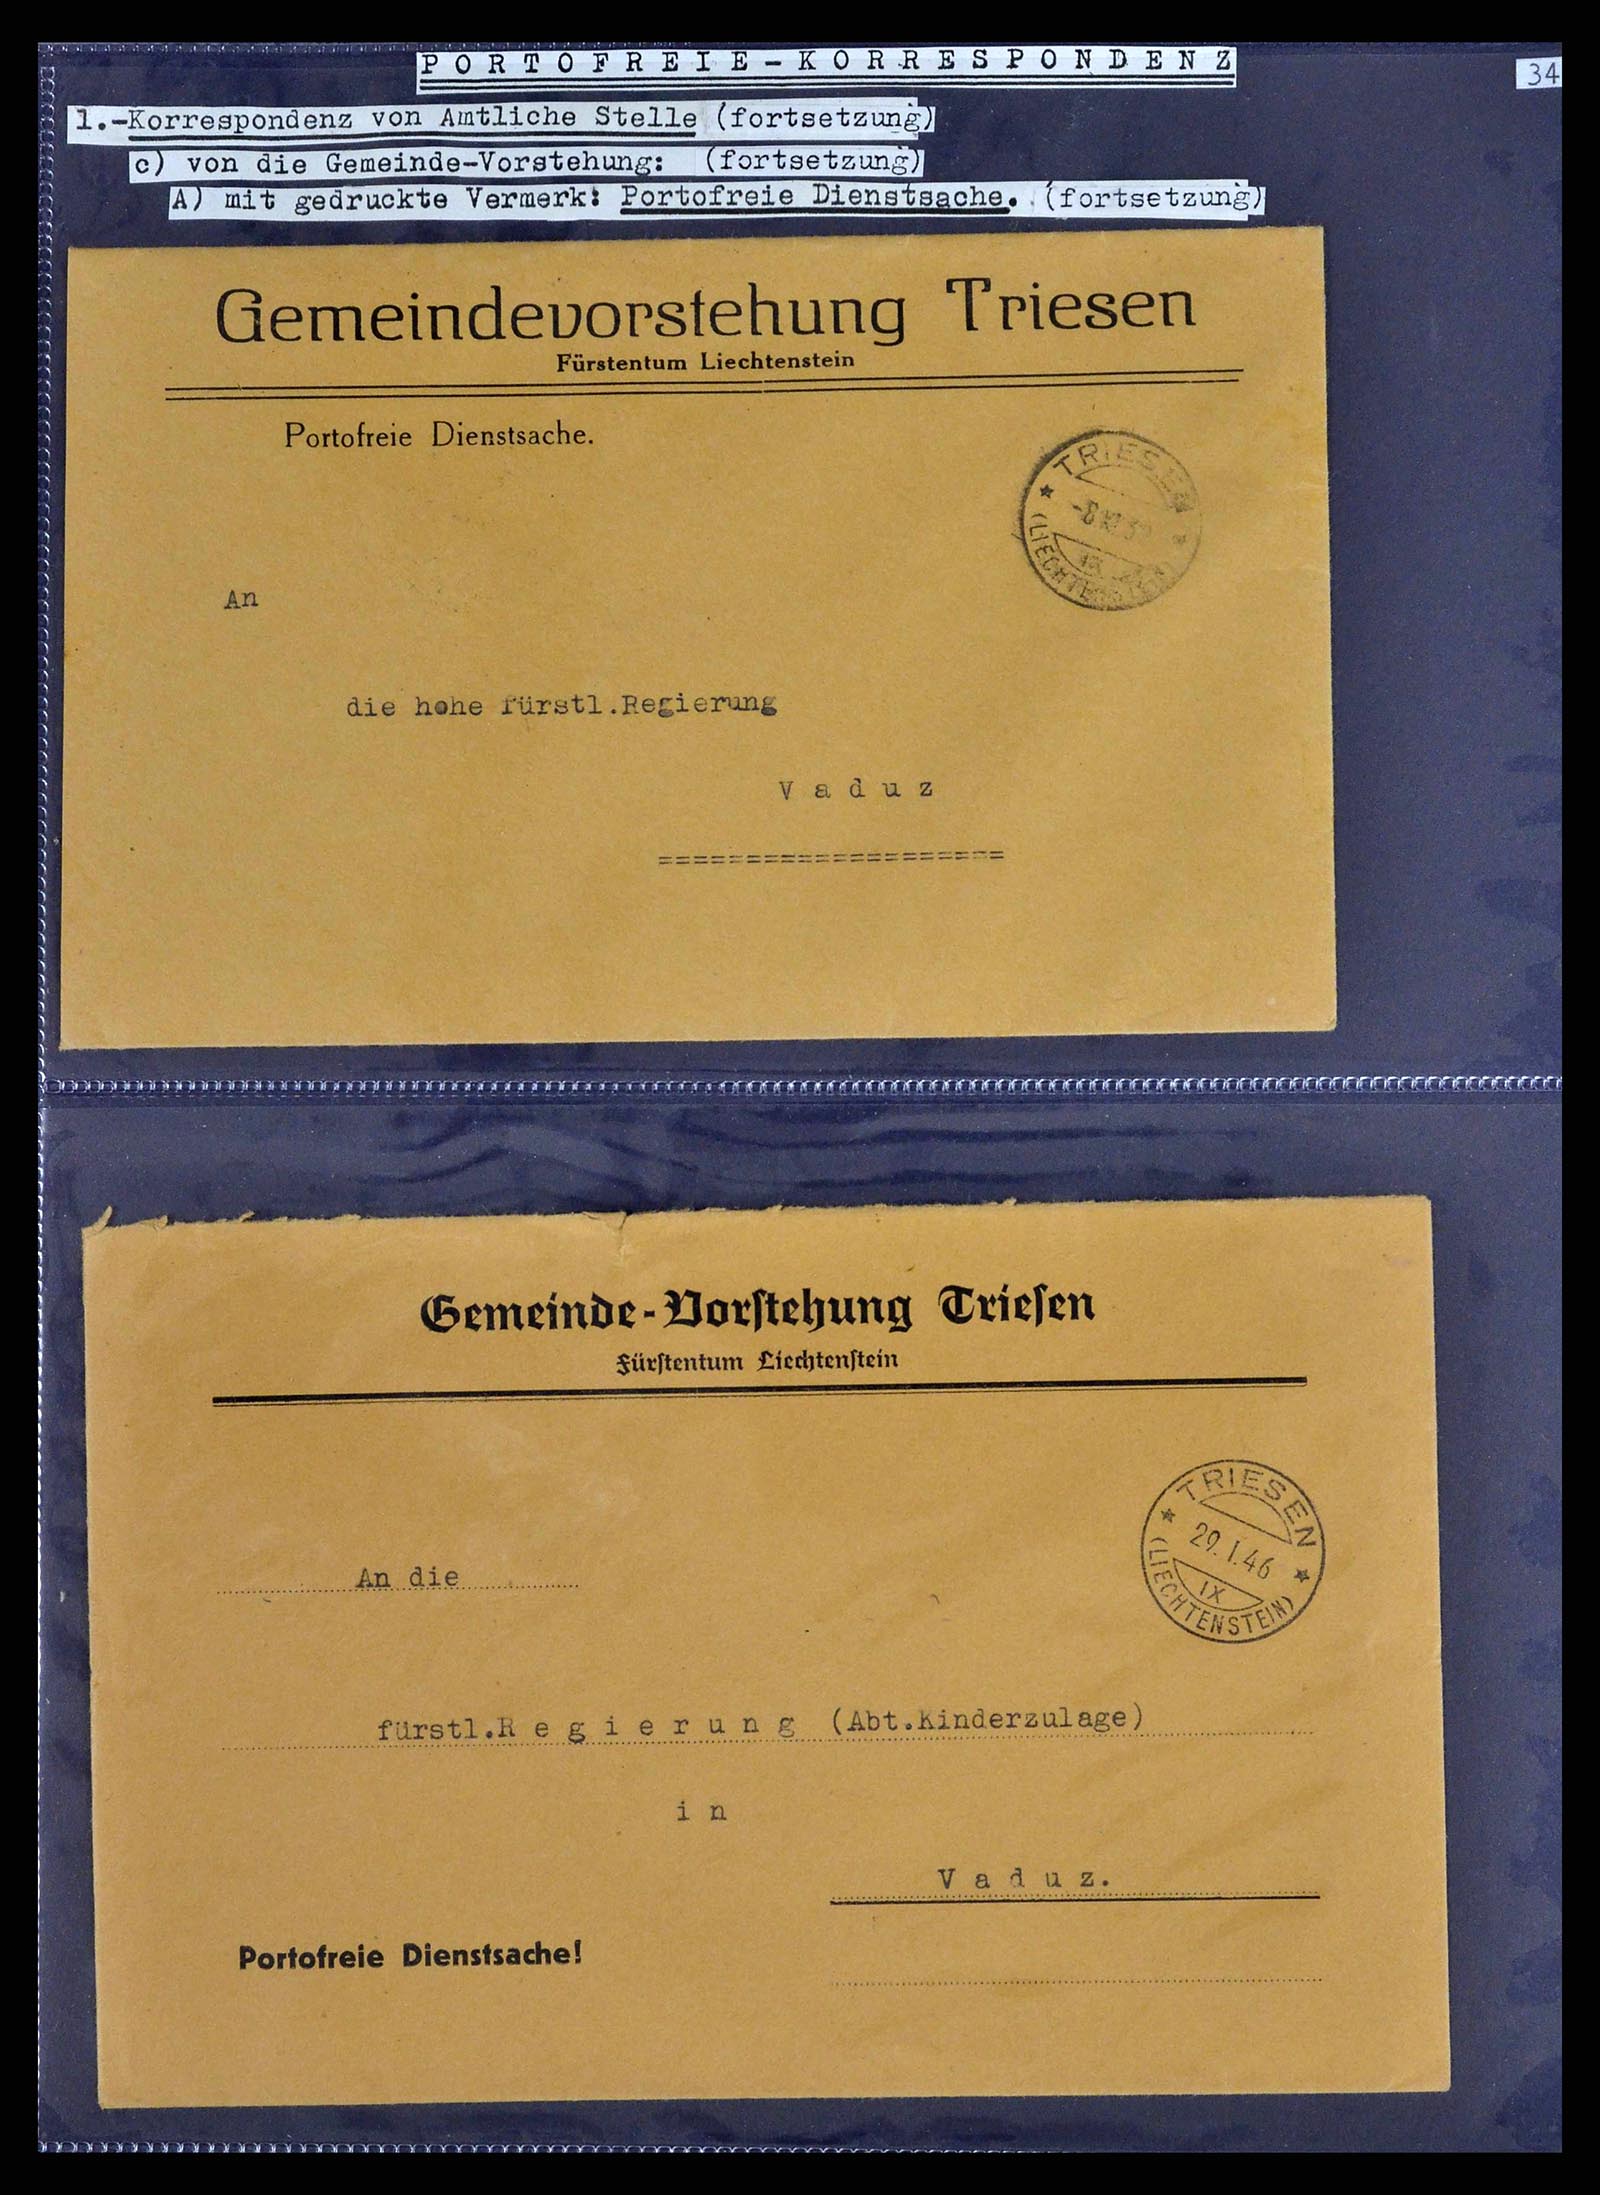 PORTOFREIE-KORRESPONDENZ
34
1.-Korrespondenz von Amtliche Stelle (fortsetzung)
c) von die Gemeinde-Vorstehung: (fortsetzung)
A) mit gedruckte Vermerk: Portofreie Dienstsache. (fortsetzung)
Gemeindevorstehung Triesen
Fürstentum Liechtenstein
Portofreie Dienstsache.
TRIESEN
(LIECHTENSTEIN)
An
die hohe fürstl.Regierung
V a d u z
====================
Gemeinde-Vorstehung Triesen
Fürstentum Liechtenstein
TRIESEN
29.I.46
IX
(LIECHTENSTEIN)
An die
fürstl.R e g i e r u n g (Abt.Kinderzulage)
i n
V a d u z.
Portofreie Dienstsache!